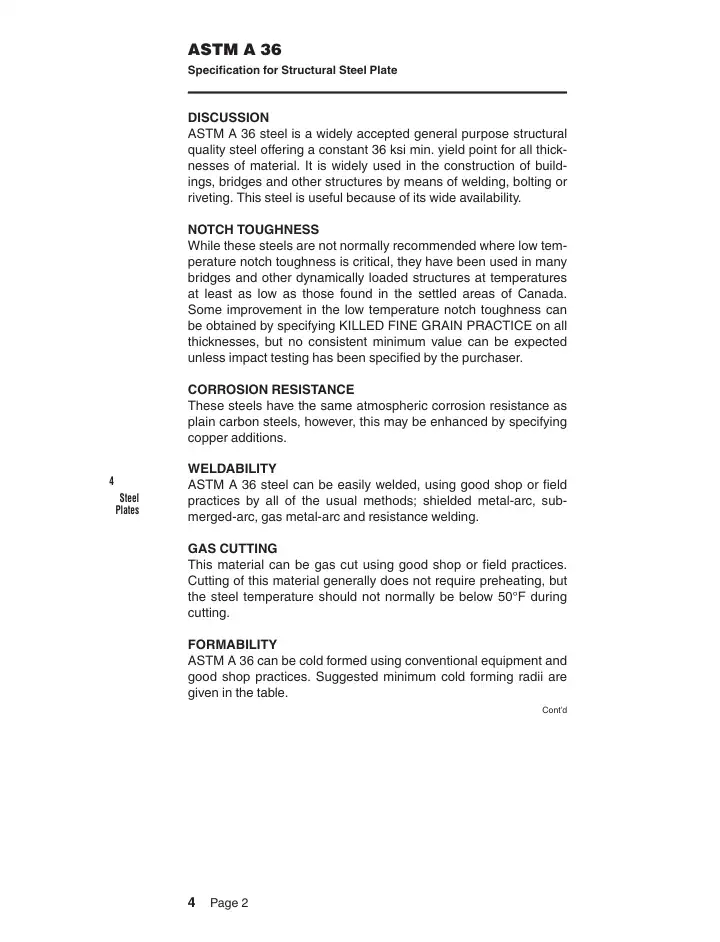 ASTM A 36
Specification for Structural Steel Plate
DISCUSSION
ASTM A 36 steel is a widely accepted general purpose structural
quality steel offering a constant 36 ksi min. yield point for all thick-
nesses of material. It is widely used in the construction of build-
ings, bridges and other structures by means of welding, bolting or
riveting. This steel is useful because of its wide availability.
NOTCH TOUGHNESS
While these steels are not normally recommended where low tem-
perature notch toughness is critical, they have been used in many
bridges and other dynamically loaded structures at temperatures
at least as low as those found in the settled areas of Canada.
Some improvement in the low temperature notch toughness can
be obtained by specifying KILLED FINE GRAIN PRACTICE on all
thicknesses, but no consistent minimum value can be expected
unless impact testing has been specified by the purchaser.
CORROSION RESISTANCE
These steels have the same atmospheric corrosion resistance as
plain carbon steels, however, this may be enhanced by specifying
copper additions.
WELDABILITY
ASTM A 36 steel can be easily welded, using good shop or field
practices by all of the usual methods; shielded metal-arc, sub-
merged-arc, gas metal-arc and resistance welding.
4
Steel
Plates
GAS CUTTING
This material can be gas cut using good shop or field practices.
Cutting of this material generally does not require preheating, but
the steel temperature should not normally be below 50°F during
cutting.
FORMABILITY
ASTM A 36 can be cold formed using conventional equipment and
good shop practices. Suggested minimum cold forming radii are
given in the table.
Cont'd
4 Page 2